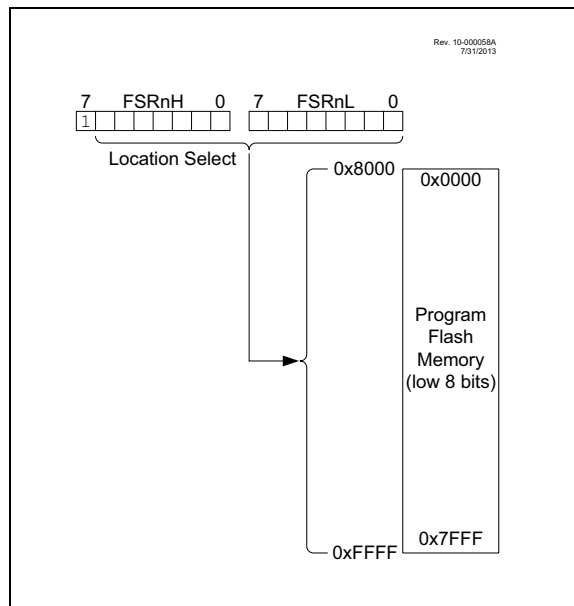 Rev. 10-000058A
7/31/2013
7 FSRnH 0 7 FSRnL 0
1
Location Select
0x8000
0x0000
Program
Flash
Memory
(low 8 bits)
0x7FFF
0xFFFF